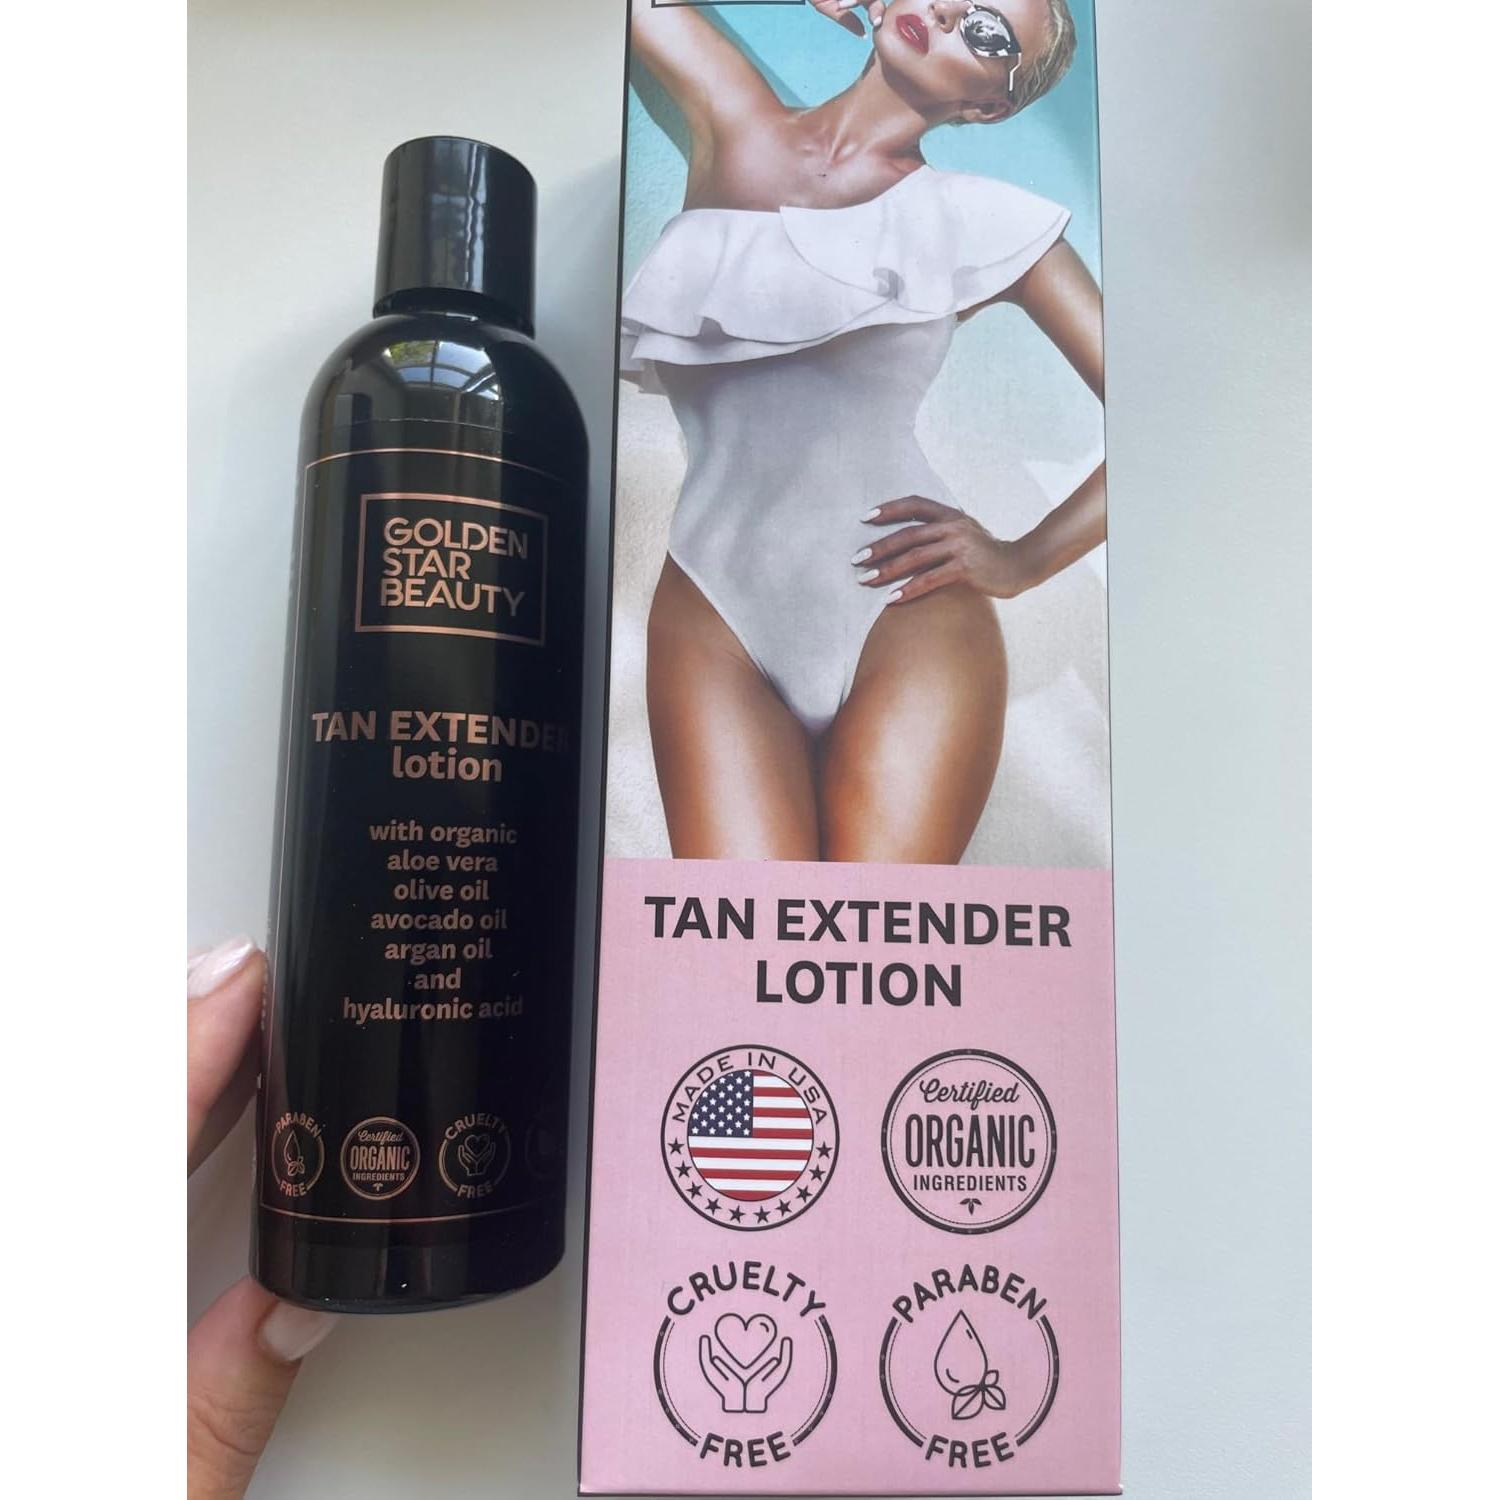 GOLDEN
STAR
BEAUTY
TAN EXTENDER
lotion
with organic
aloe vera
olive oil
avocado oil
argan oil
and
hyaluronic acid
PARABEN
FREE
Certified
ORGANIC
INGREDIENTS
CRUELTY
FREE
TAN EXTENDER
LOTION
MADE IN USA
Certified
ORGANIC
INGREDIENTS
CRUELTY
FREE
PARABEN
FREE